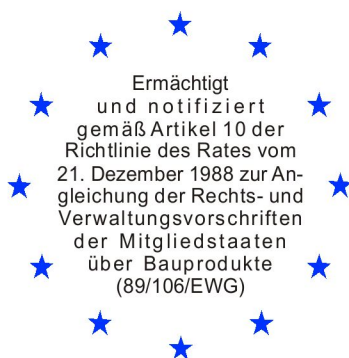 Ermächtigt
und notifiziert
gemäß Artikel 10 der
Richtlinie des Rates vom
21. Dezember 1988 zur An-
gleichung der Rechts- und
Verwaltungsvorschriften
der Mitgliedstaaten
über Bauprodukte
(89/106/EWG)